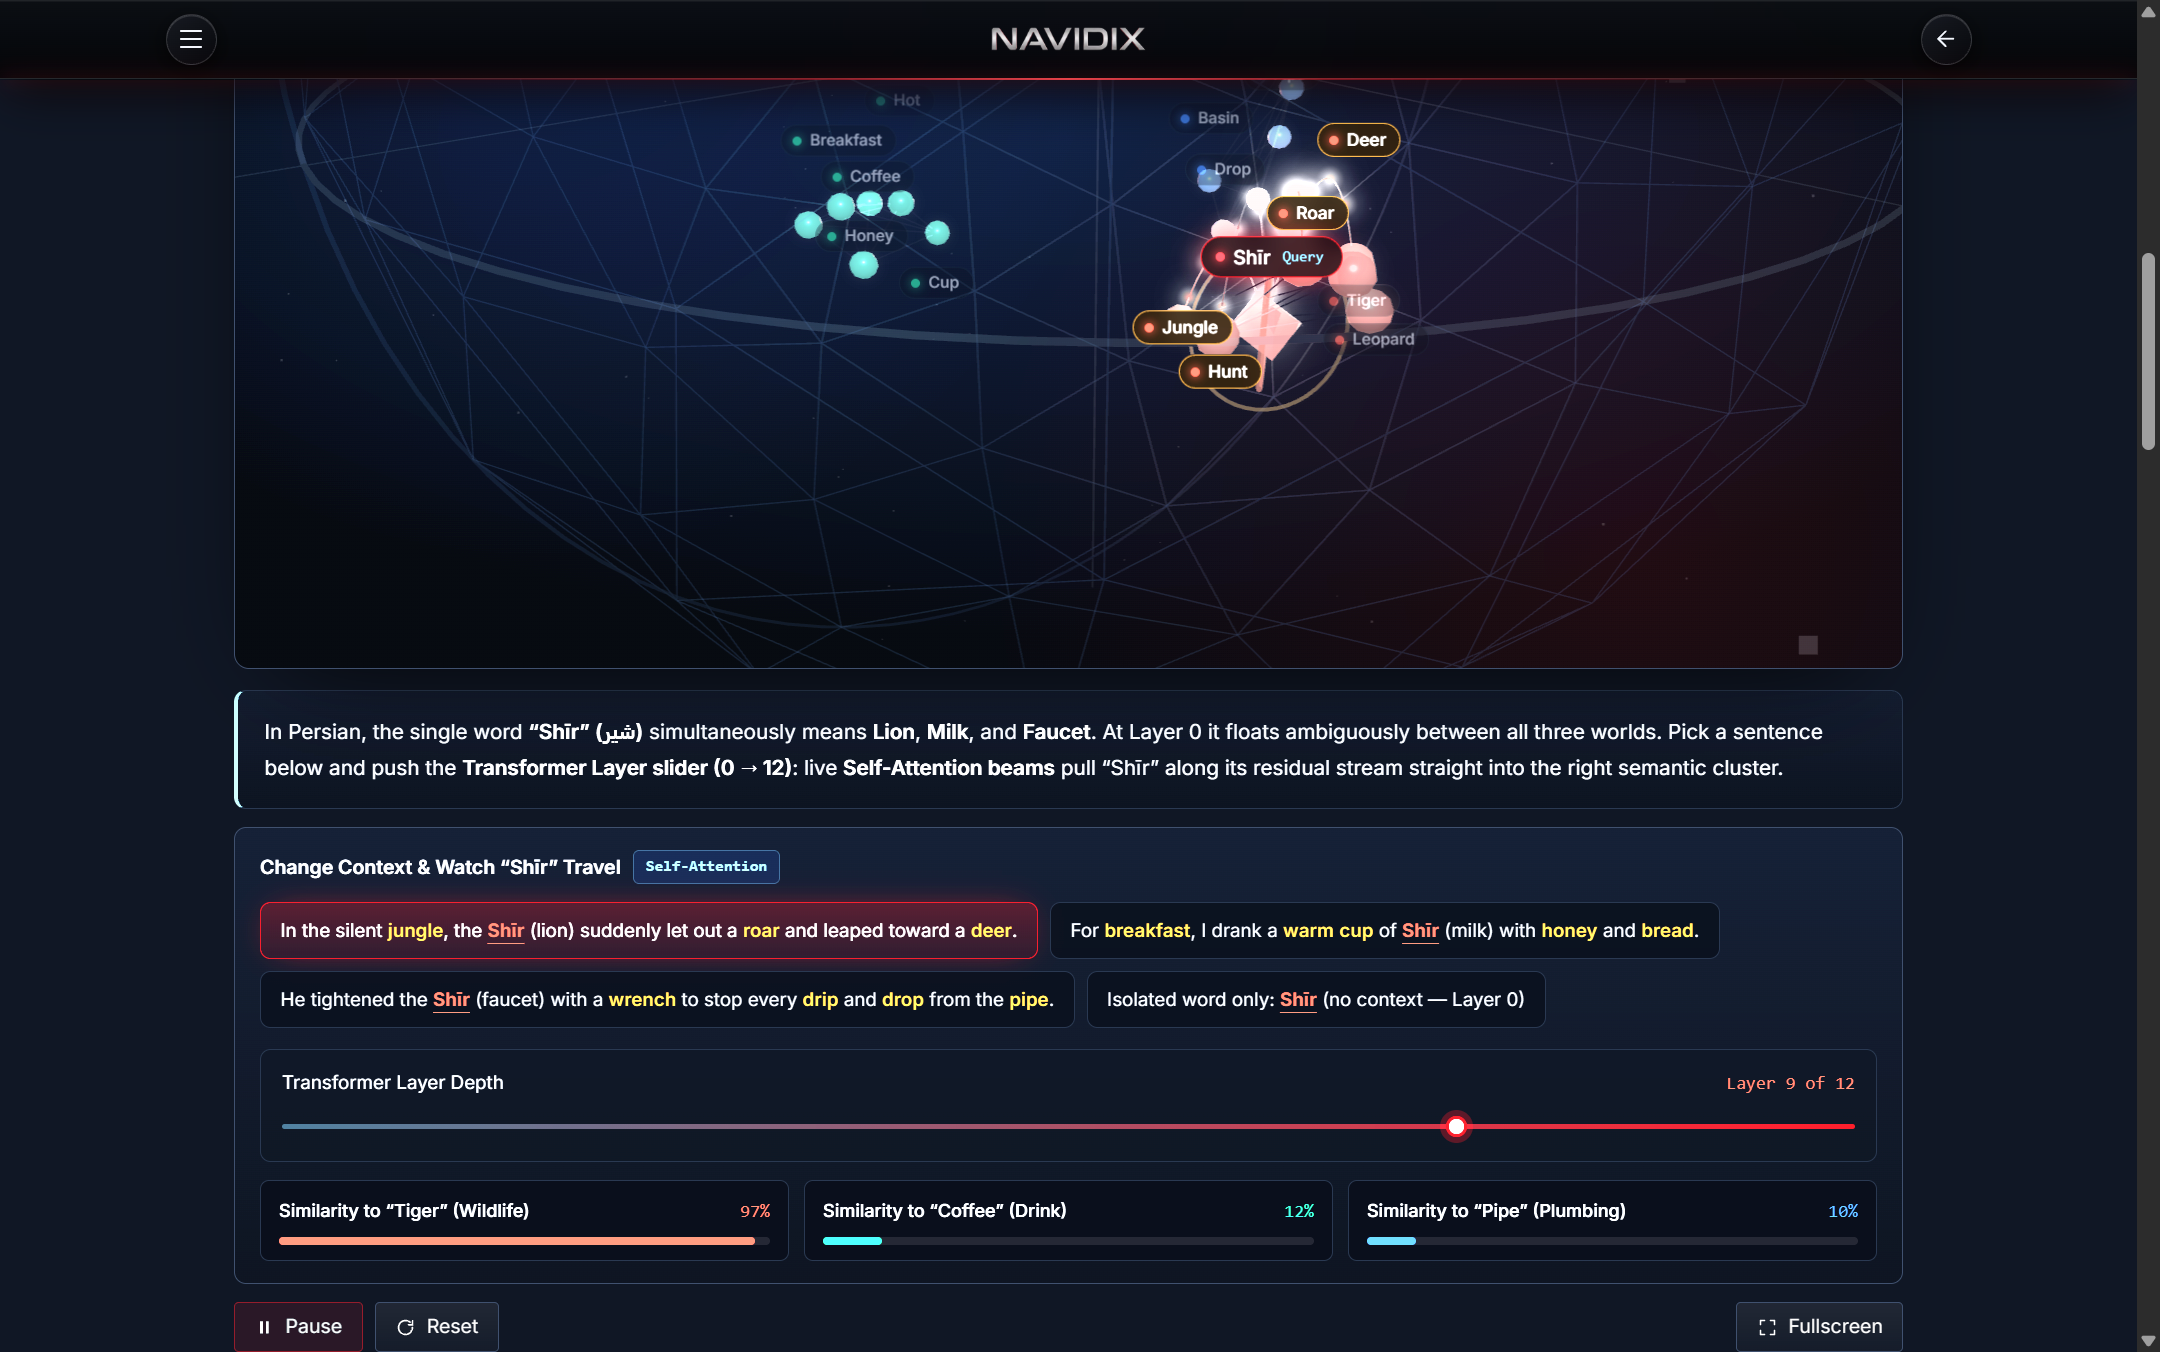 NAVIDIX
Hot
Breakfast
Coffee
Honey
Cup
Basin
Drop
Deer
Roar
Shīr Query
Tiger
Jungle
Leopard
Hunt
In Persian, the single word “Shīr” (شیر) simultaneously means Lion, Milk, and Faucet. At Layer 0 it floats ambiguously between all three worlds. Pick a sentence
below and push the Transformer Layer slider (0 → 12): live Self-Attention beams pull “Shīr” along its residual stream straight into the right semantic cluster.
Change Context & Watch “Shīr” Travel Self-Attention
In the silent jungle, the Shīr (lion) suddenly let out a roar and leaped toward a deer.
For breakfast, I drank a warm cup of Shīr (milk) with honey and bread.
He tightened the Shīr (faucet) with a wrench to stop every drip and drop from the pipe.
Isolated word only: Shīr (no context — Layer 0)
Transformer Layer Depth
Layer 9 of 12
Similarity to “Tiger” (Wildlife) 97%
Similarity to “Coffee” (Drink) 12%
Similarity to “Pipe” (Plumbing) 10%
Pause
Reset
Fullscreen